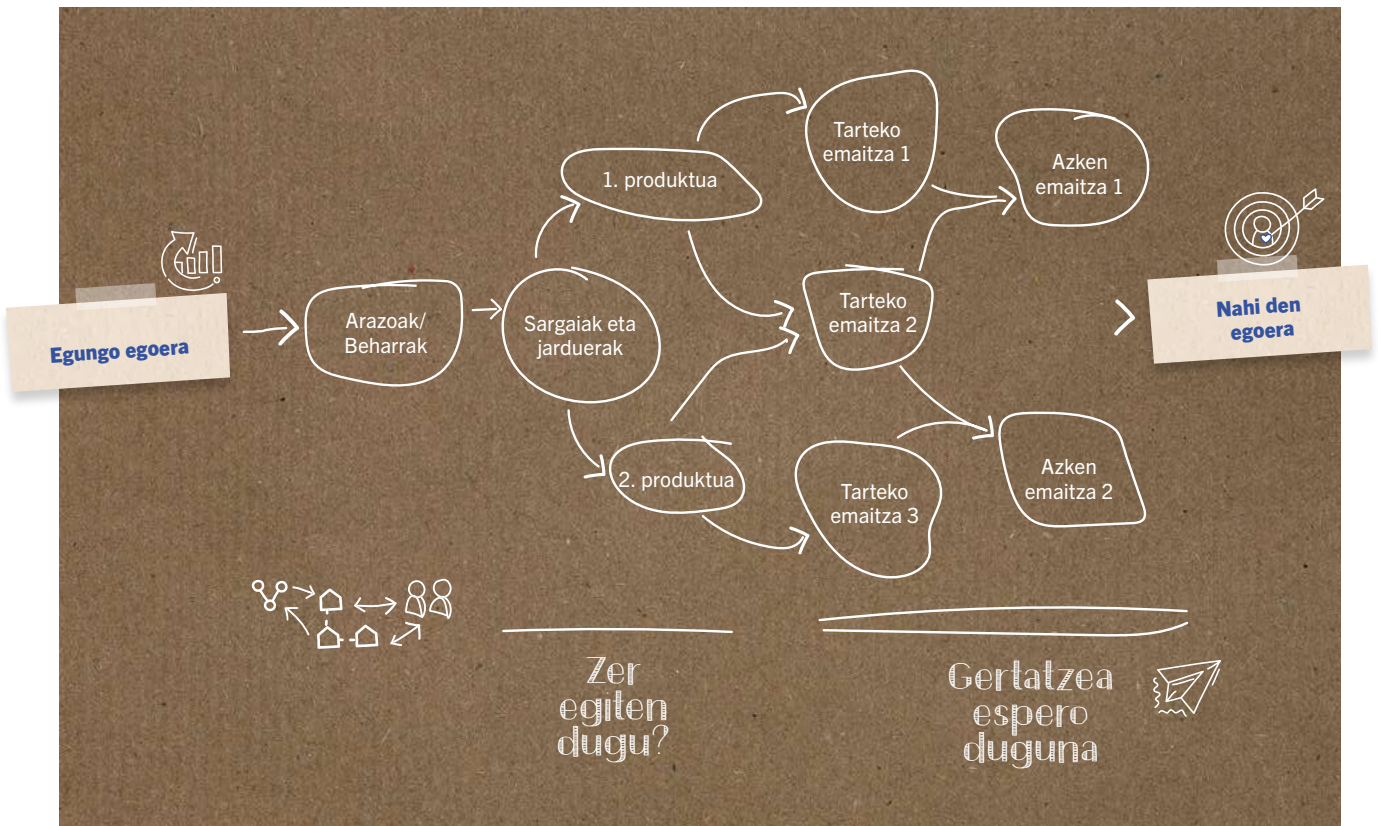 Egungo egoera
Arazoak/
Beharrak
Sargaiak eta
jarduerak
1. produktua
2. produktua
Tarteko
emaitza 1
Tarteko
emaitza 2
Tarteko
emaitza 3
Azken
emaitza 1
Azken
emaitza 2
Nahi den
egoera
Zer
egiten
dugu?
Gertatzea
espero
duguna